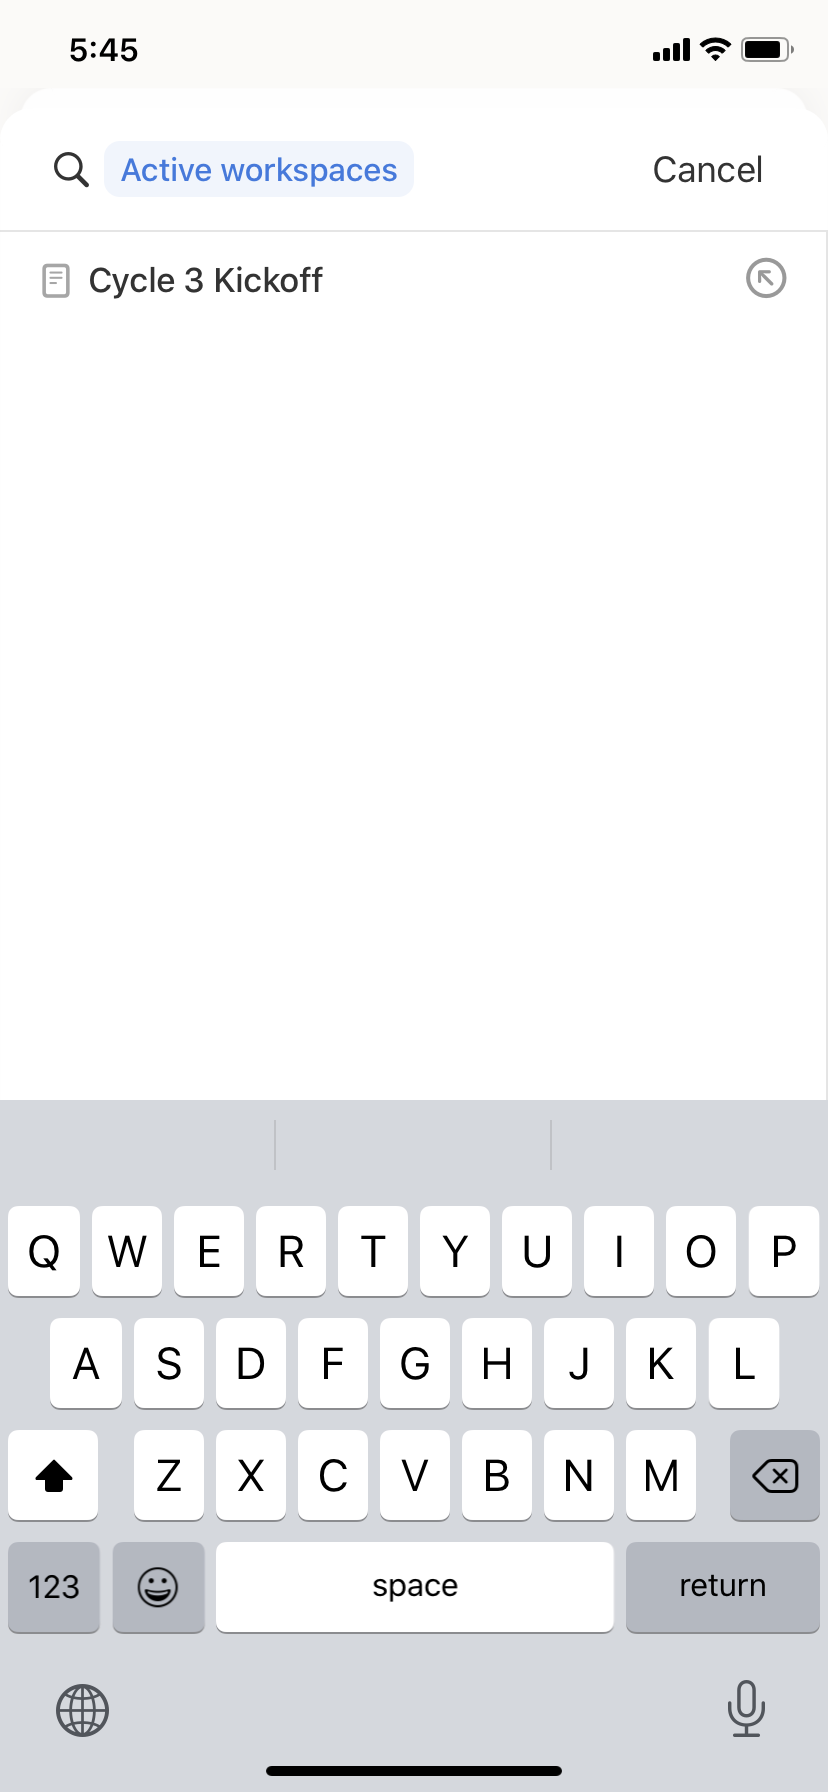 5:45
Active workspaces
Cancel
Cycle 3 Kickoff
Q W E R T Y U I O P
A S D F G H J K L
Z X C V B N M
123
space
return